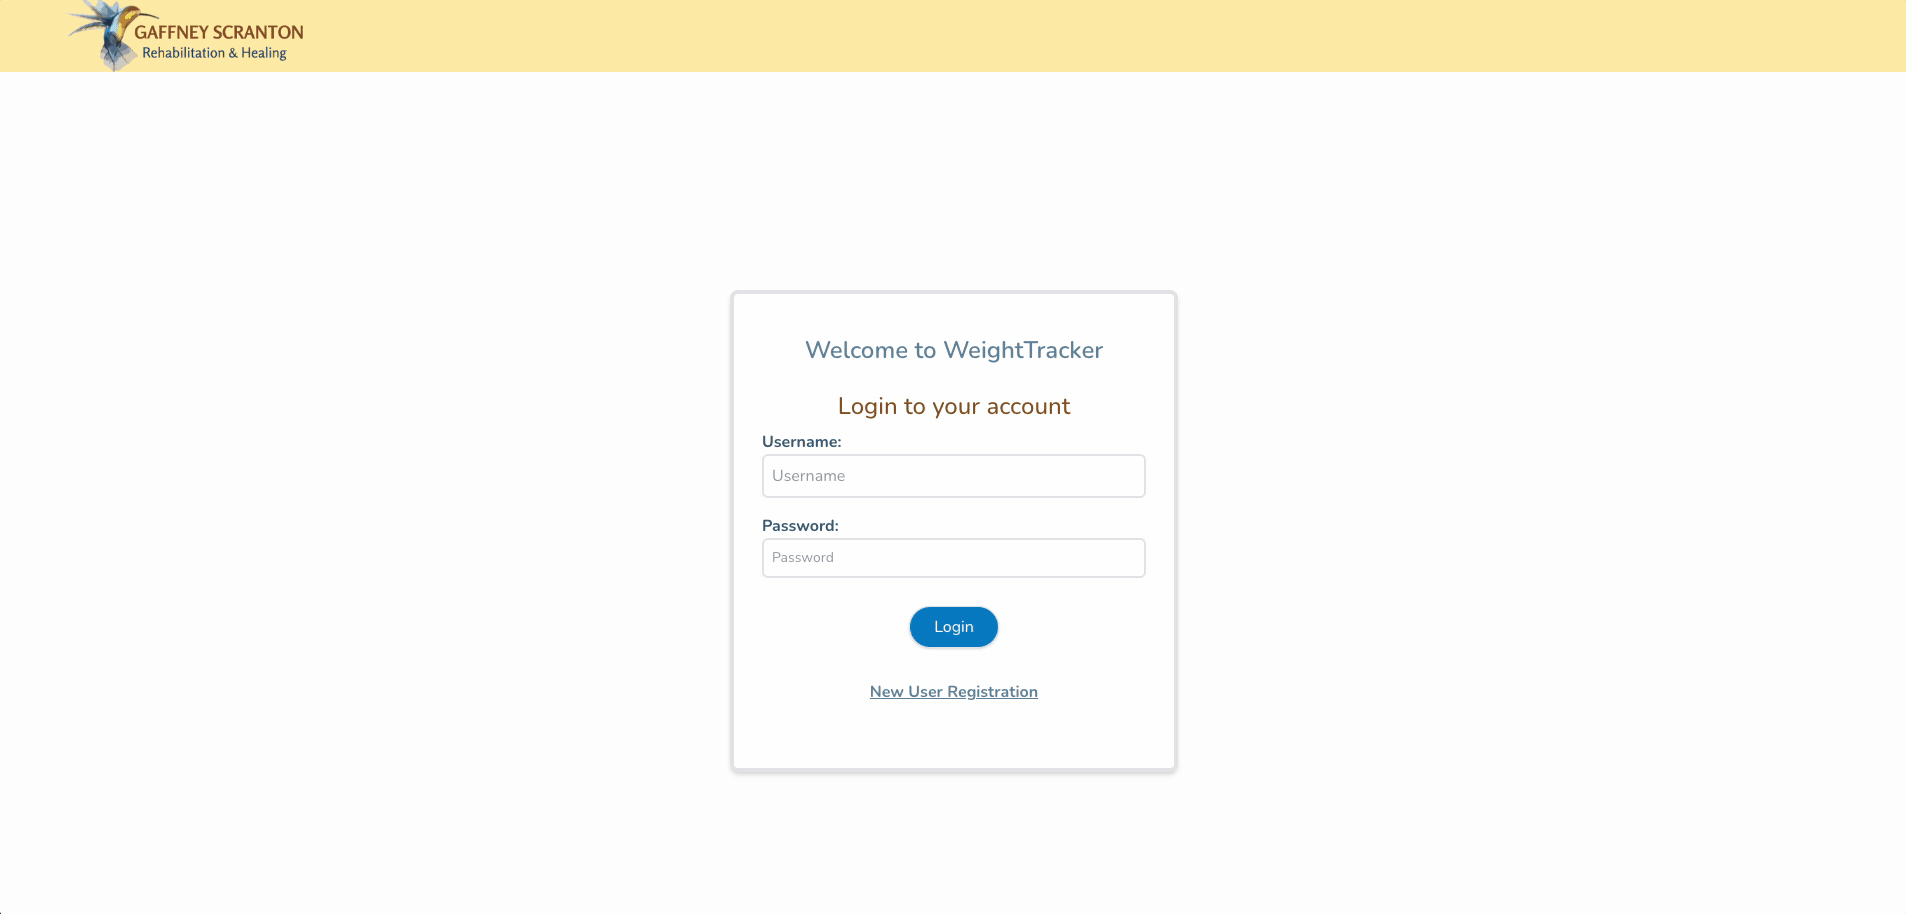 GAFFNEY SCRANTON
Rehabilitation & Healing
Welcome to WeightTracker
Login to your account
Username:
Username
Password:
Password
Login
New User Registration